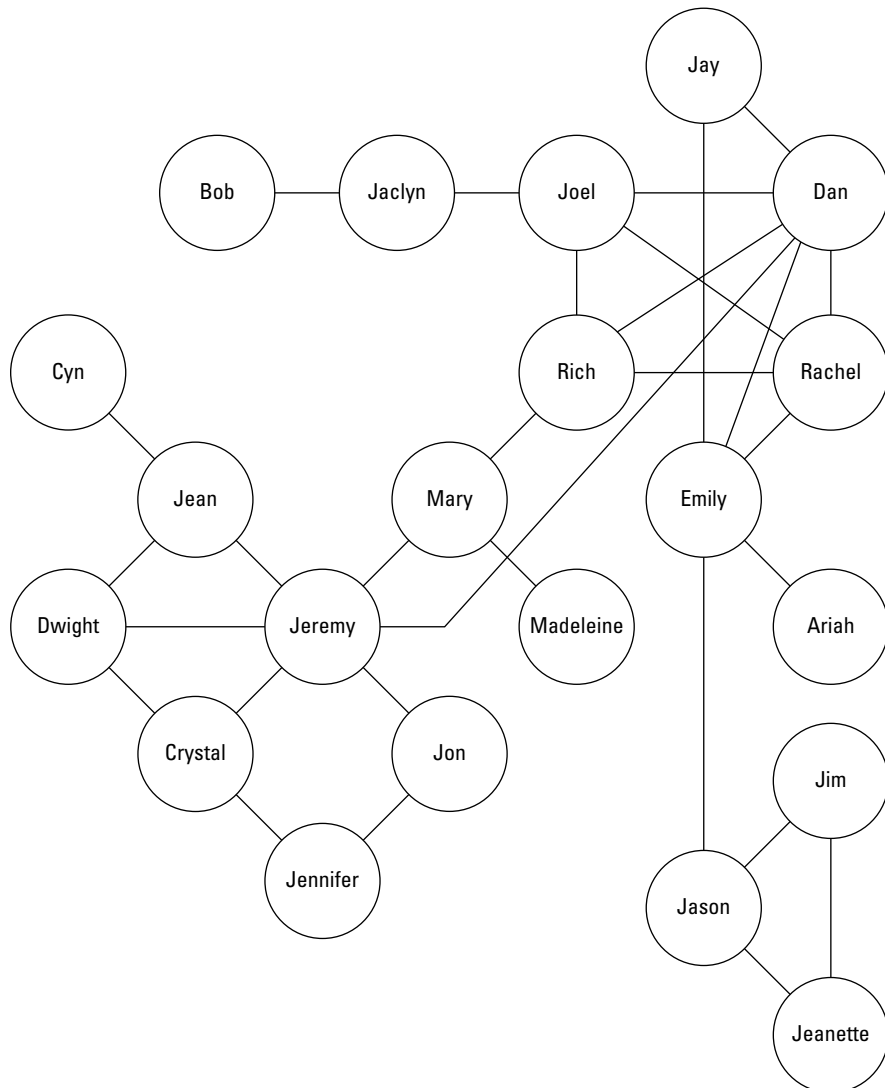 Jay
Bob
Jaclyn
Joel
Dan
Cyn
Rich
Rachel
Jean
Mary
Emily
Dwight
Jeremy
Madeleine
Ariah
Crystal
Jon
Jim
Jennifer
Jason
Jeanette